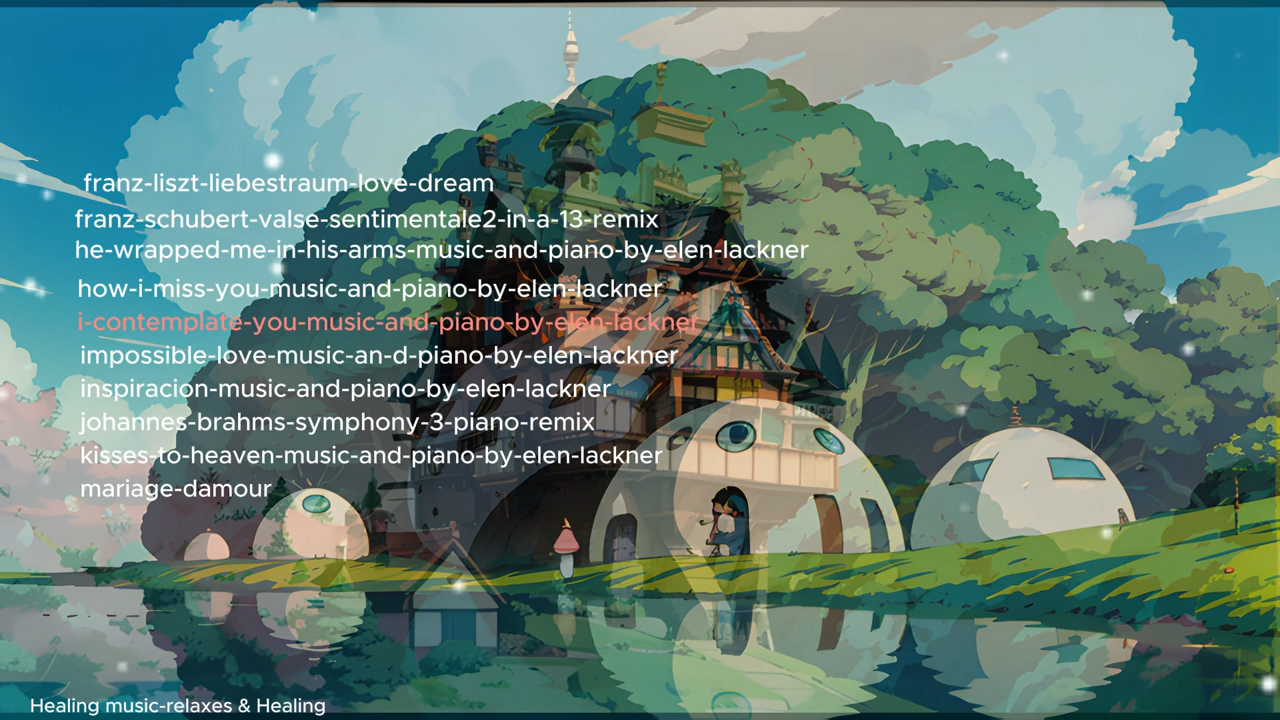 franz-liszt-liebestraum-love-dream
franz-schubert-valse-sentimentale2-in-a-13-remix
he-wrapped-me-in-his-arms-music-and-piano-by-elen-lackner
how-i-miss-you-music-and-piano-by-elen-lackner
i-contemplate-you-music-and-piano-by-elen-lackner
impossible-love-music-an-d-piano-by-elen-lackner
inspiracion-music-and-piano-by-elen-lackner
johannes-brahms-symphony-3-piano-remix
kisses-to-heaven-music-and-piano-by-elen-lackner
mariage-damour
Healing music-relaxes & Healing